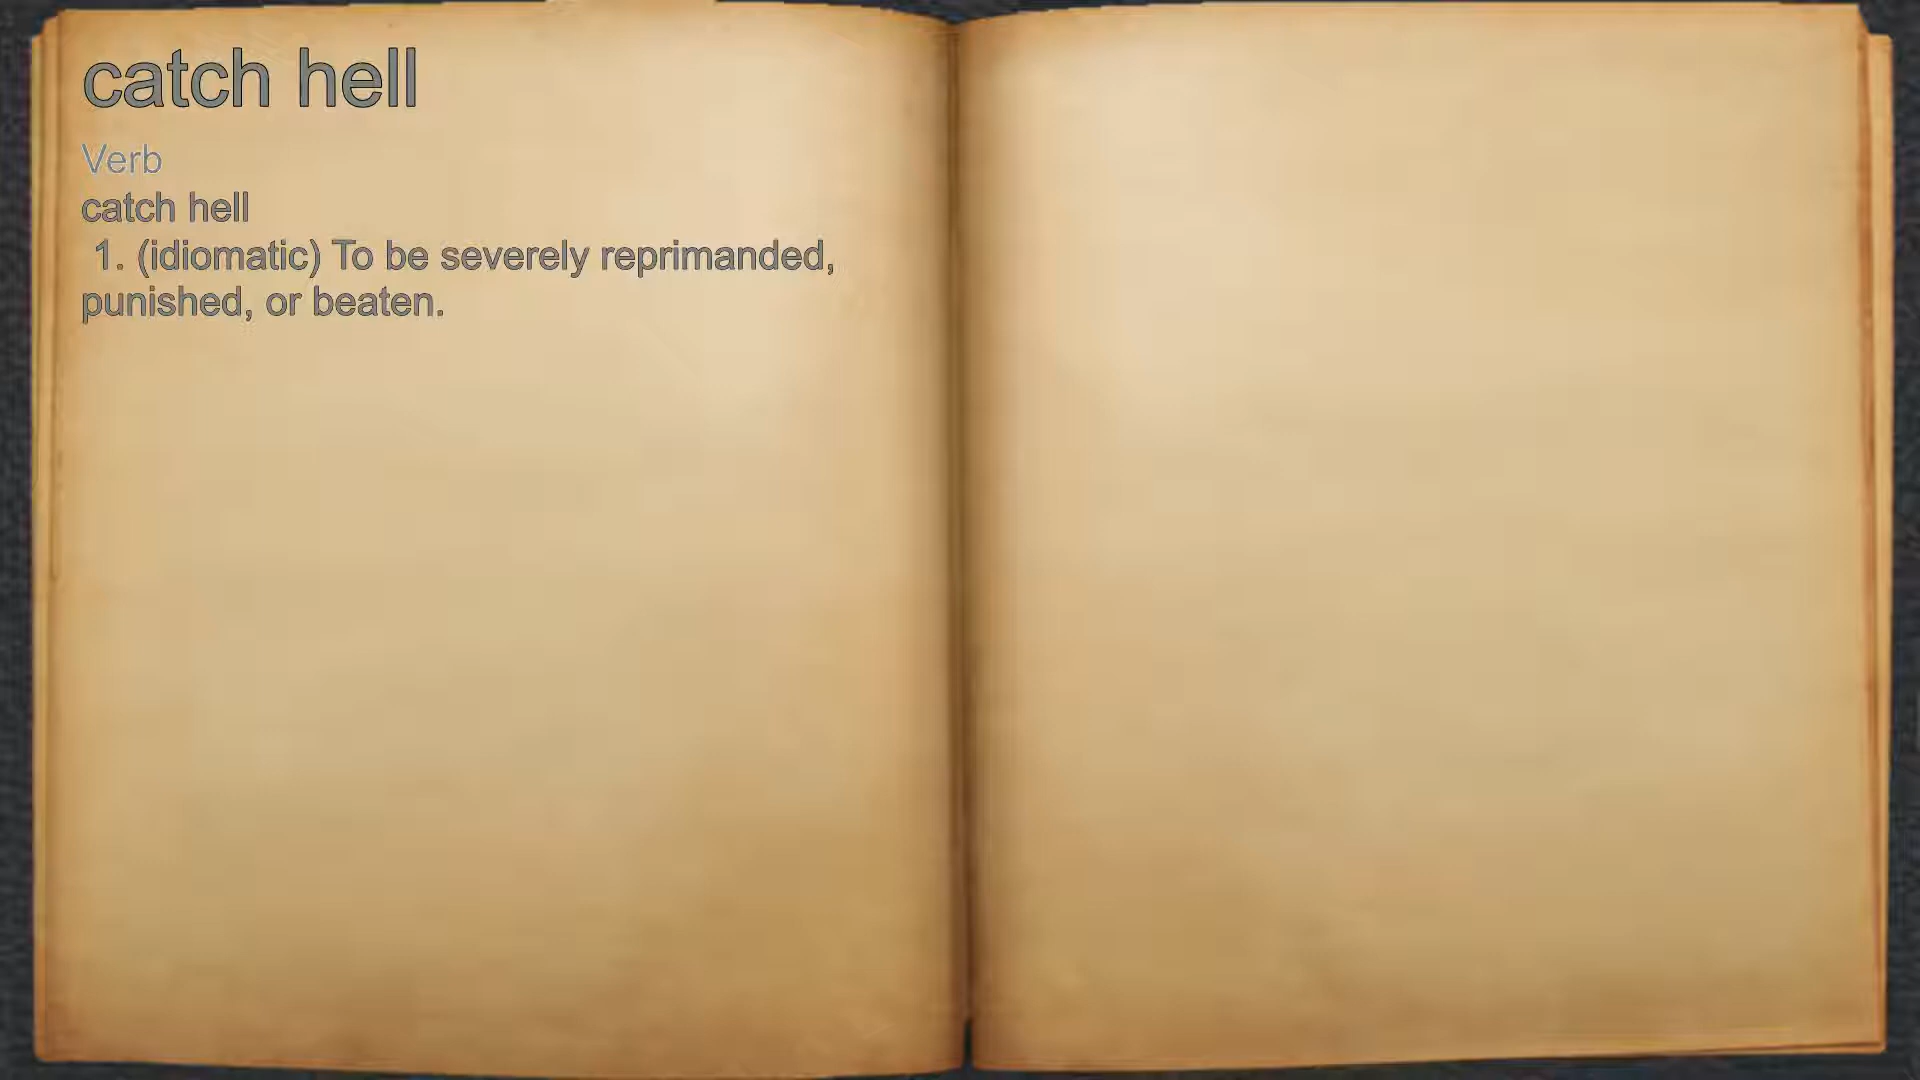 catch hell
Verb
catch hell
1. (idiomatic) To be severely reprimanded,
punished, or beaten.